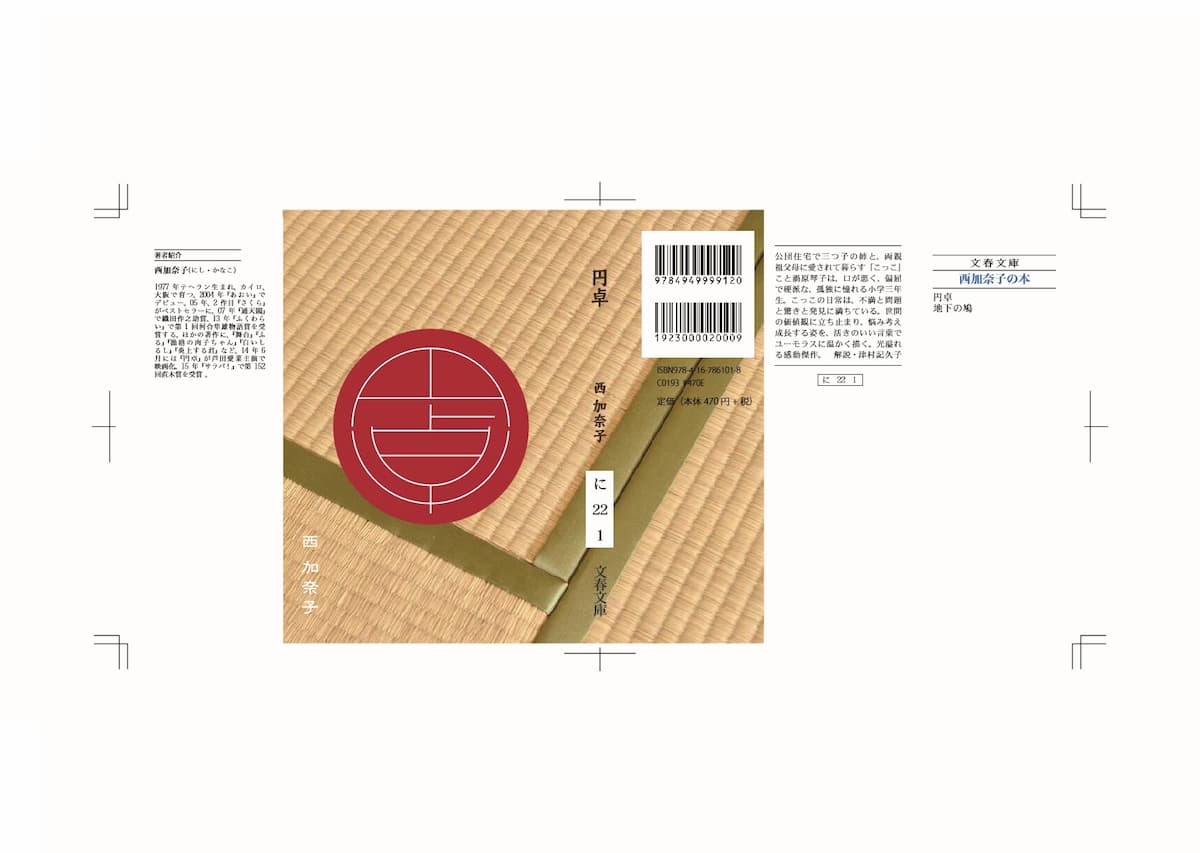 著者紹介
西加奈子(にし・かなこ)
1977年テヘラン生まれ。カイロ、
大阪で育つ。2004年『あおい』で
デビュー。05年、2作目『さくら』
がベストセラーに。07年『通天閣』
で織田作之助賞、13年『ふくわら
い』で第1回河合隼雄物語賞を受
賞する。ほかの著作に、『舞台』『ふ
る』『漁港の肉子ちゃん』『白いし
るし』『炎上する君』など。14年6
月には『円卓』が芦田愛菜主演で
映画化。15年『サラバ!』で第152
回直木賞を受賞。
西加奈子
円卓
西加奈子
に
22
1
文春文庫
9784949999120
1923000020009
ISBN978-4-16-786101-8
C0193 ¥470E
定価(本体470円+税)
公団住宅で三つ子の姉と、両親
祖父母に愛されて暮らす「こっこ」
こと渦原琴子は、口が悪く、偏屈
で硬派な、孤独に憧れる小学三年
生。こっこの日常は、不満と問題
と驚きと発見に満ちている。世間
の価値観に立ち止まり、悩み考え
成長する姿を、活きのいい言葉で
ユーモラスに温かく描く。光溢れ
る感動傑作。 解説・津村記久子
に 22 1
文春文庫
西加奈子の本
円卓
地下の鳩